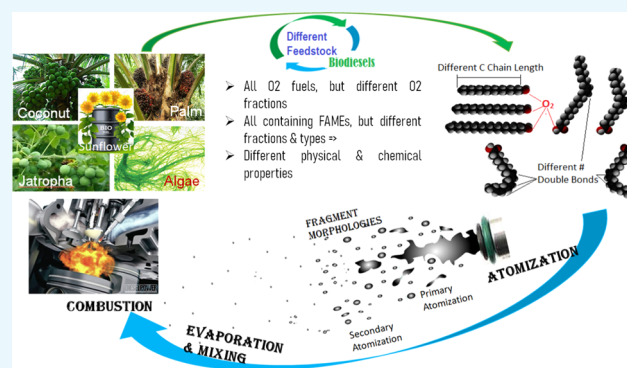 Different
Feedstock
Biodiesels
Coconut
Palm
BIO
Sunflower
Jatropha
Algae
➢ All O2 fuels, but different O2
fractions
➢ All containing FAMEs, but different
fractions & types =>
➢ Different physical & chemical
properties
Different C Chain Length
O₂
Different #
Double Bonds
FRAGMENT
MORPHOLOGIES
ATOMIZATION
Primary
Atomization
Secondary
Atomization
COMBUSTION
EVAPORATION
& MIXING